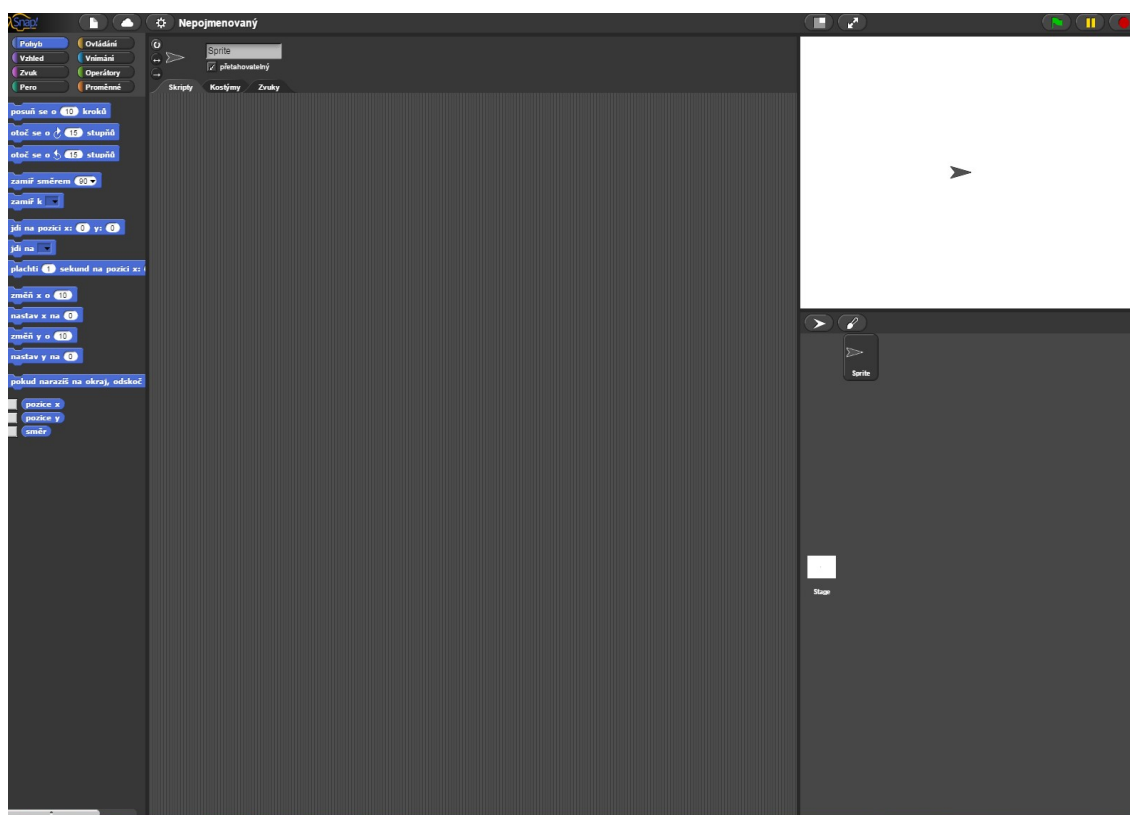 Snap!
Nepojmenovaný
Pohyb
Ovládání
Vzhled
Vnímání
Zvuk
Operátory
Pero
Proměnné
Sprite
přetahovatelný
Skripty
Kostýmy
Zvuky
posuň se o 10 kroků
otoč se o 15 stupňů
otoč se o 15 stupňů
zamiř směrem 90
zamiř k
jdi na pozici x: 0 y: 0
jdi na
plachti 1 sekund na pozici x:
změň x o 10
nastav x na 0
změň y o 10
nastav y na 0
pokud narazíš na okraj, odskoč
pozice x
pozice y
směr
Sprite
Stage